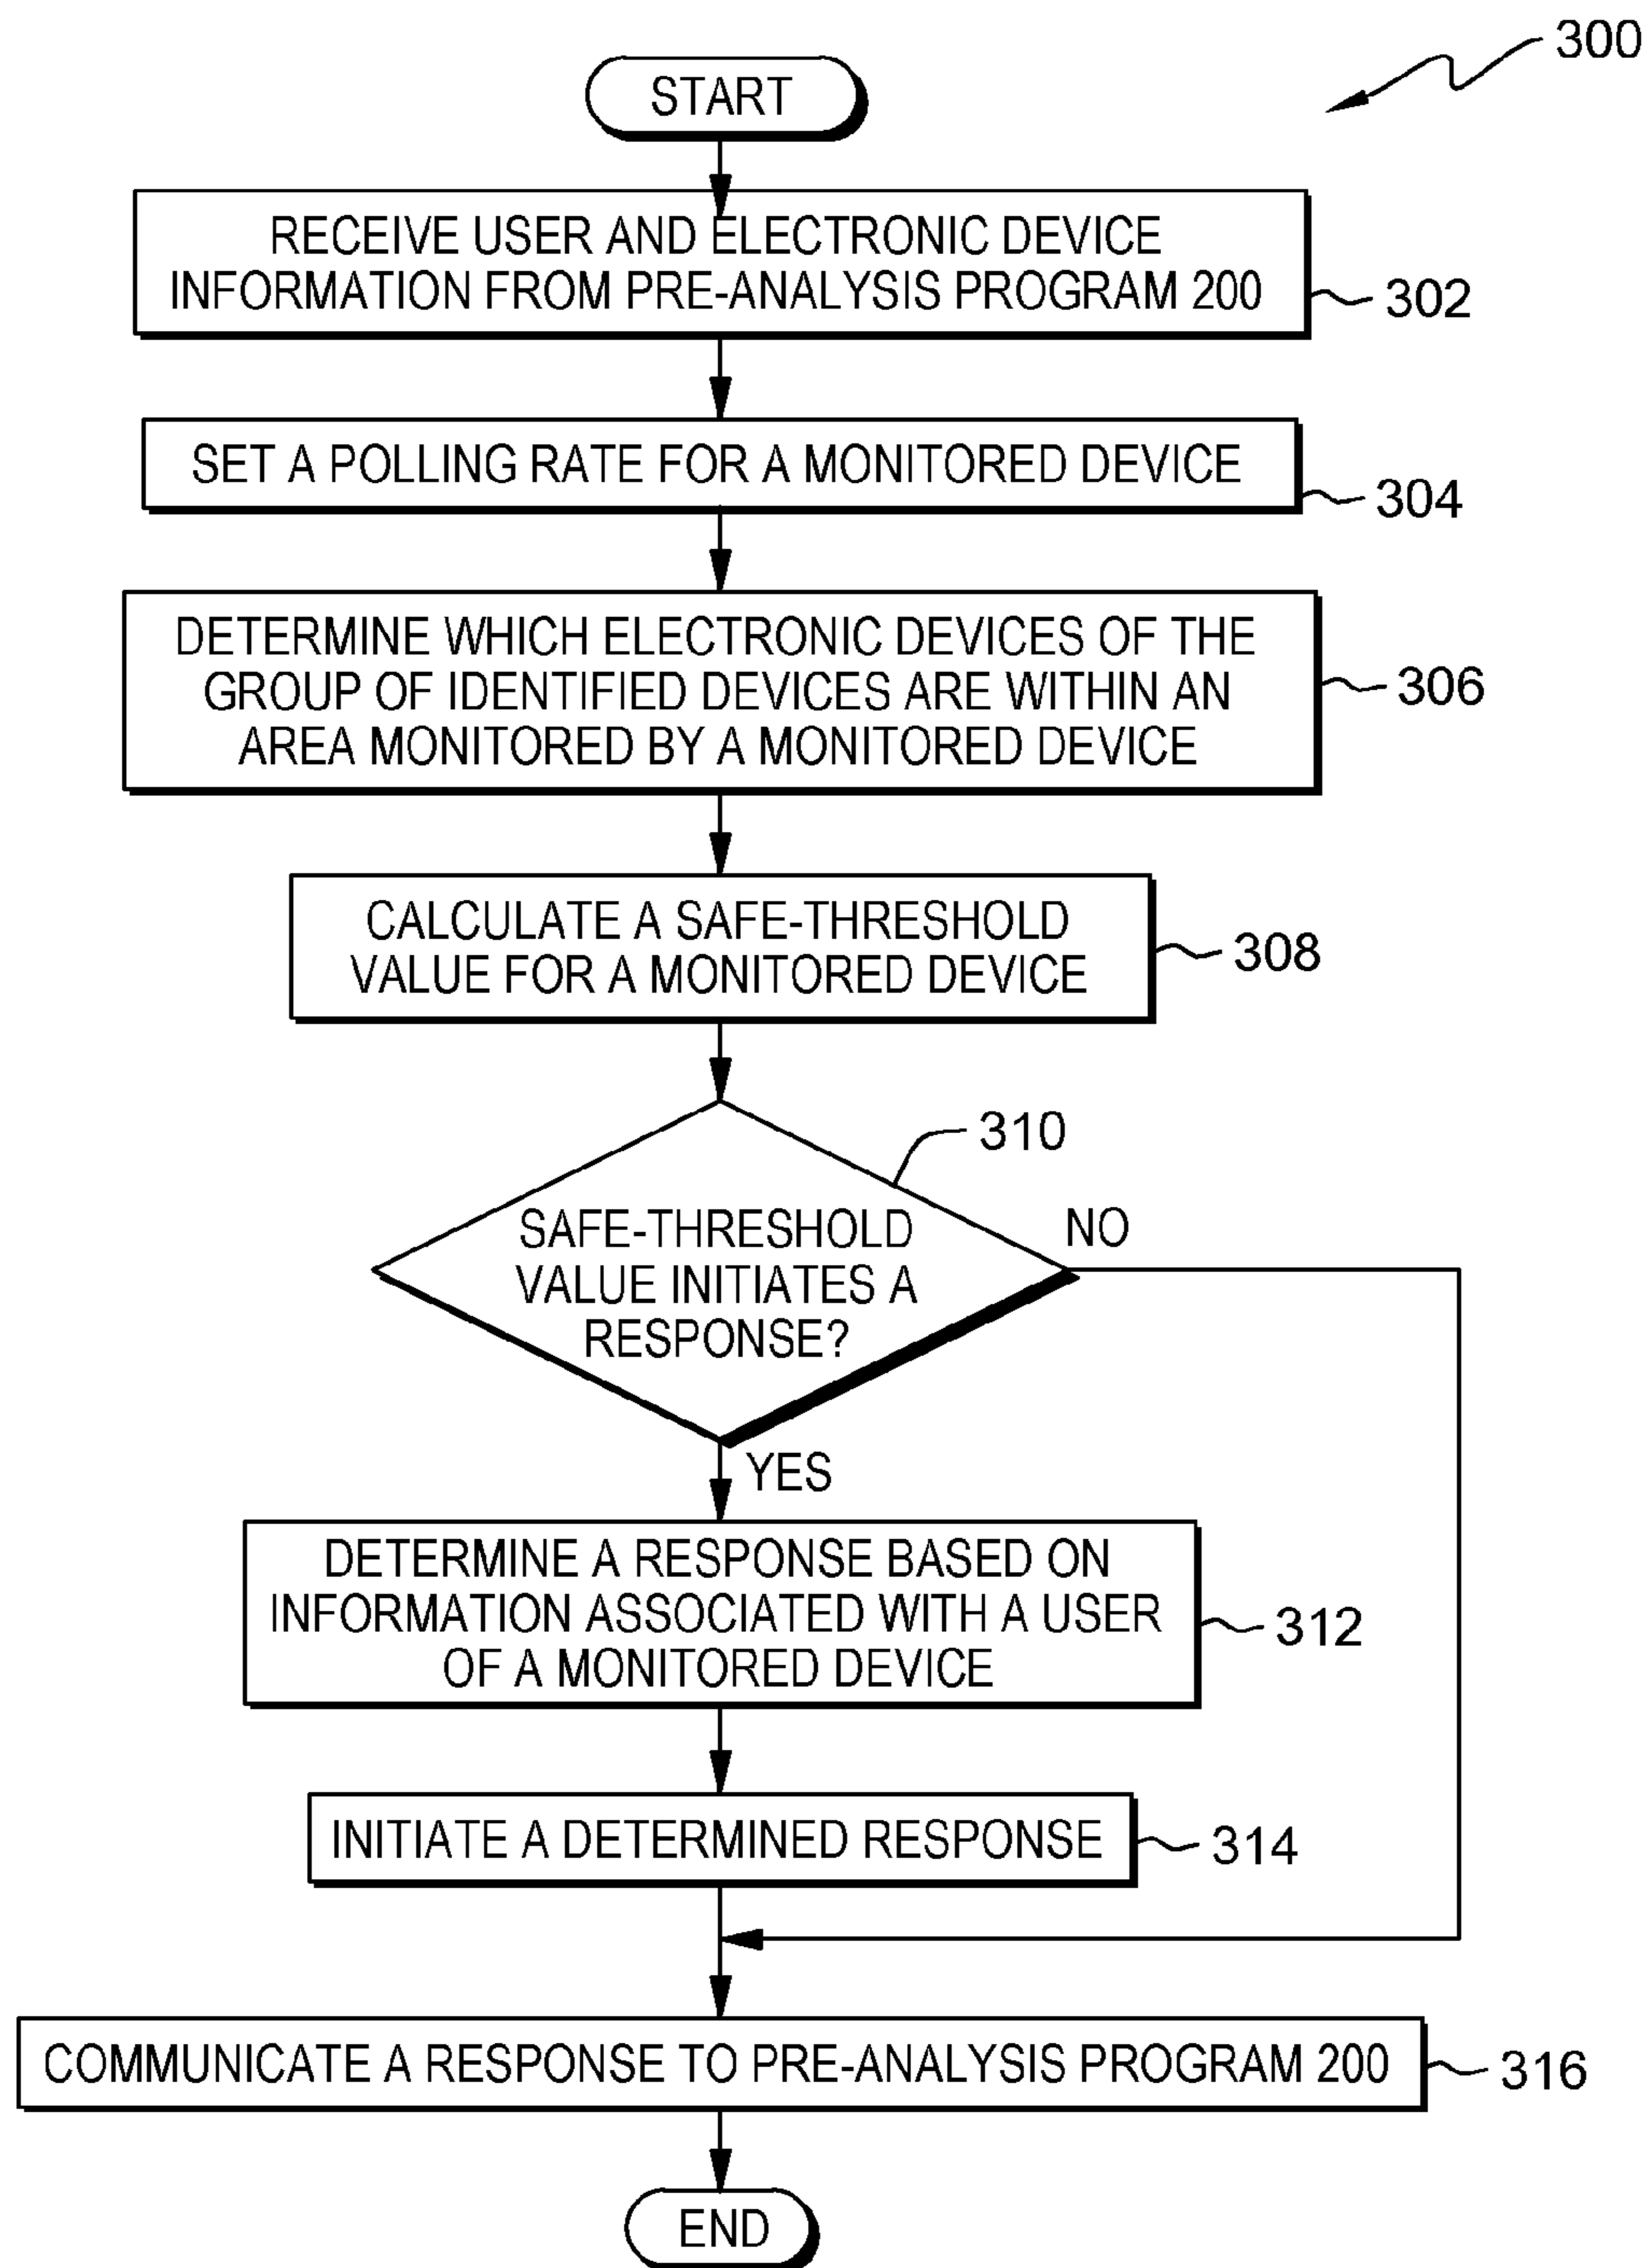 300
START
RECEIVE USER AND ELECTRONIC DEVICE
INFORMATION FROM PRE-ANALYSIS PROGRAM 200
302
SET A POLLING RATE FOR A MONITORED DEVICE
304
DETERMINE WHICH ELECTRONIC DEVICES OF THE
GROUP OF IDENTIFIED DEVICES ARE WITHIN AN
AREA MONITORED BY A MONITORED DEVICE
306
CALCULATE A SAFE-THRESHOLD
VALUE FOR A MONITORED DEVICE
308
310
SAFE-THRESHOLD
VALUE INITIATES A
RESPONSE?
NO
YES
DETERMINE A RESPONSE BASED ON
INFORMATION ASSOCIATED WITH A USER
OF A MONITORED DEVICE
312
INITIATE A DETERMINED RESPONSE
314
COMMUNICATE A RESPONSE TO PRE-ANALYSIS PROGRAM 200
316
END